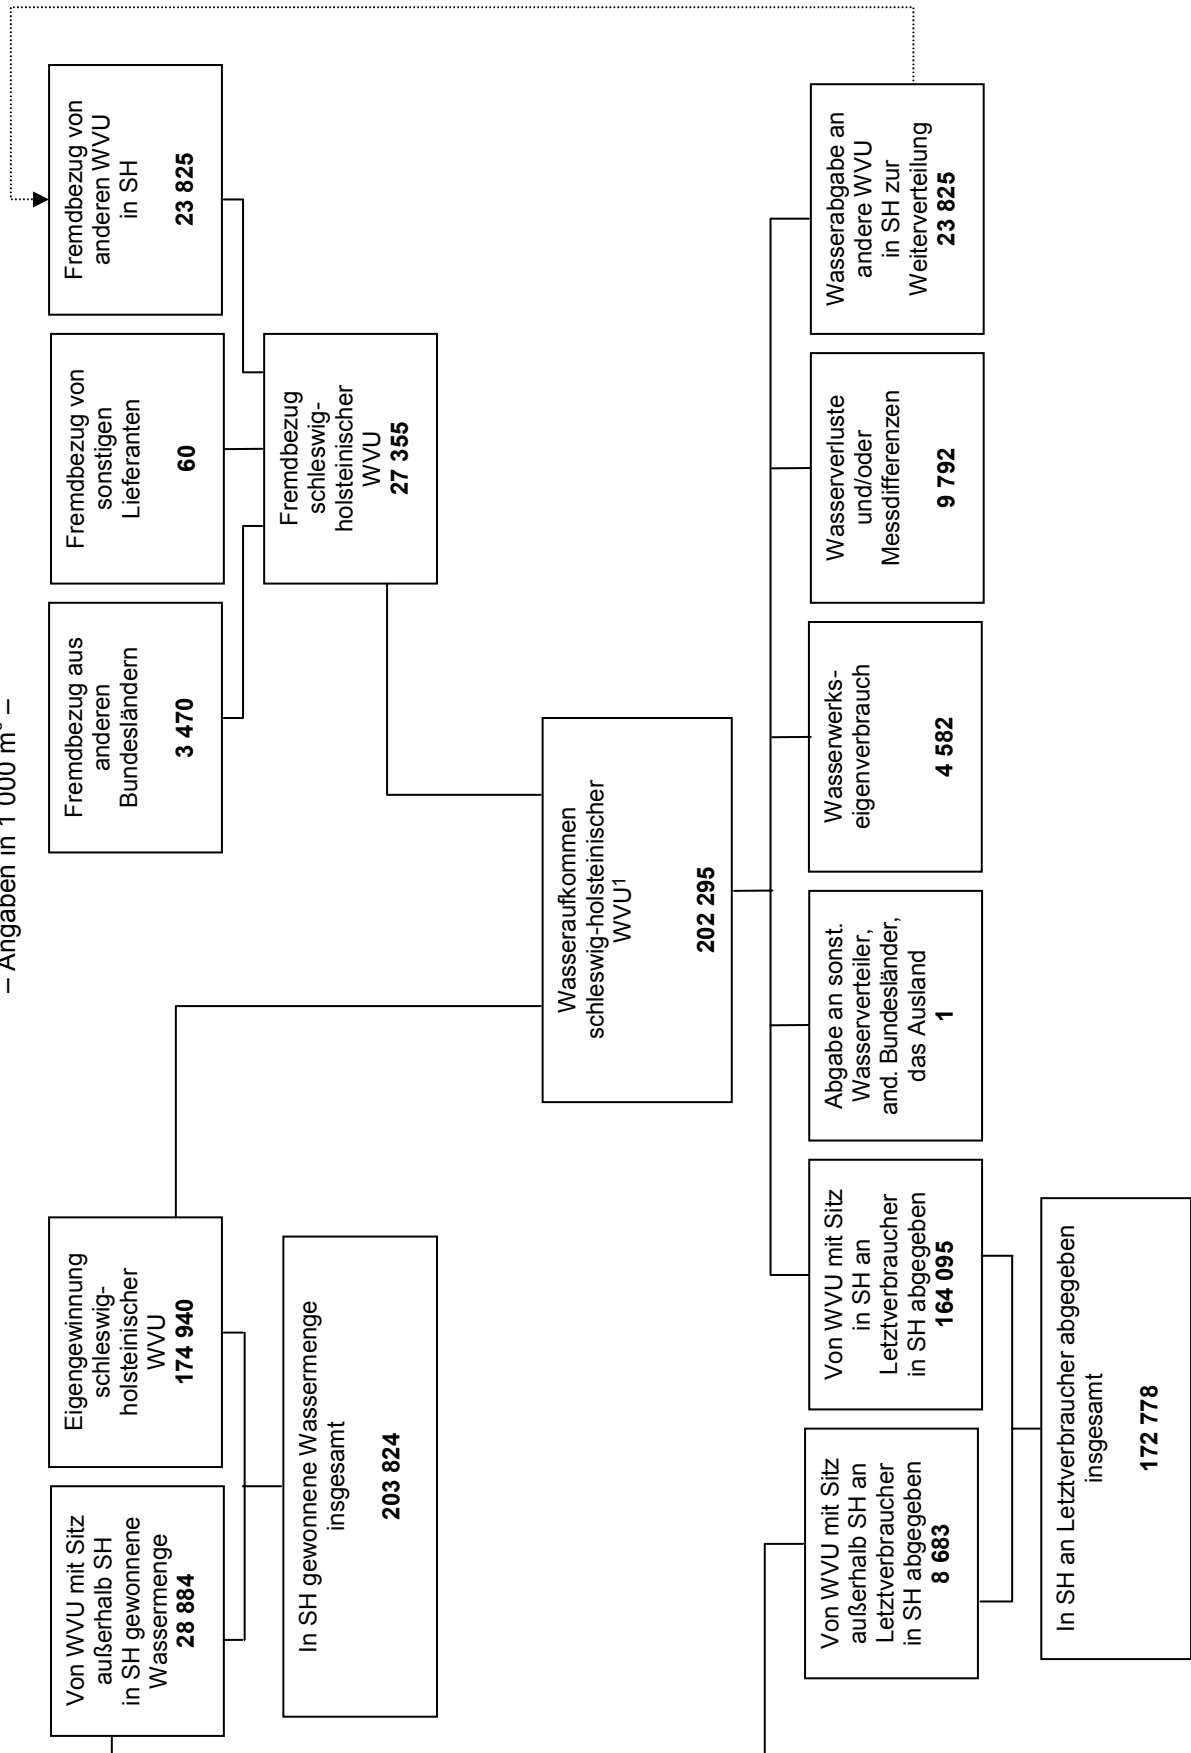 – Angaben in 1 000 m³ –
Von WVU mit Sitz
außerhalb SH
in SH gewonnene
Wassermenge
28 884
Eigengewinnung
schleswig-
holsteinischer
WVU
174 940
Fremdbezug aus
anderen
Bundesländern
3 470
Fremdbezug von
sonstigen
Lieferanten
60
Fremdbezug von
anderen WVU
in SH
23 825
In SH gewonnene Wassermenge
insgesamt
203 824
Fremdbezug
schleswig-
holsteinischer
WVU
27 355
Wasseraufkommen
schleswig-holsteinischer
WVU¹
202 295
Von WVU mit Sitz
außerhalb SH an
Letztverbraucher
in SH abgegeben
8 683
Von WVU mit Sitz
in SH an
Letztverbraucher
in SH abgegeben
164 095
Abgabe an sonst.
Wasserverteiler,
and. Bundesländer,
das Ausland
1
Wasserwerks-
eigenverbrauch
4 582
Wasserverluste
und/oder
Messdifferenzen
9 792
Wasserabgabe an
andere WVU
in SH zur
Weiterverteilung
23 825
In SH an Letztverbraucher abgegeben
insgesamt
172 778